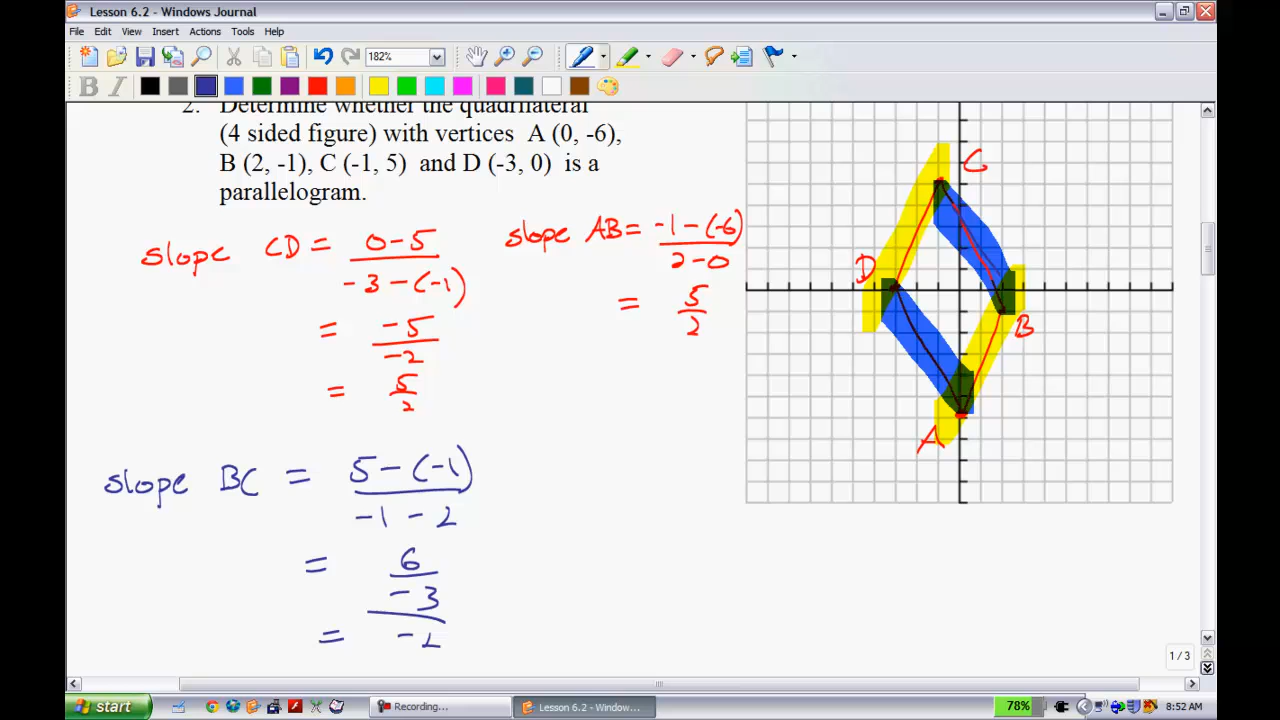 Lesson 6.2 - Windows Journal
File Edit View Insert Actions Tools Help
182%
B I
2. Determine whether the quadrilateral
(4 sided figure) with vertices A (0, -6),
B (2, -1), C (-1, 5) and D (-3, 0) is a
parallelogram.
slope CD = 0-5
-3-(-1)
= -5
-2
= 5
2
slope AB = -1-(-6)
2-0
= 5
2
C
D
B
A
slope BC = 5-(-1)
-1-2
= 6
-3
= -2
1 / 3
start
Recording...
Lesson 6.2 - Window...
78%
8:52 AM